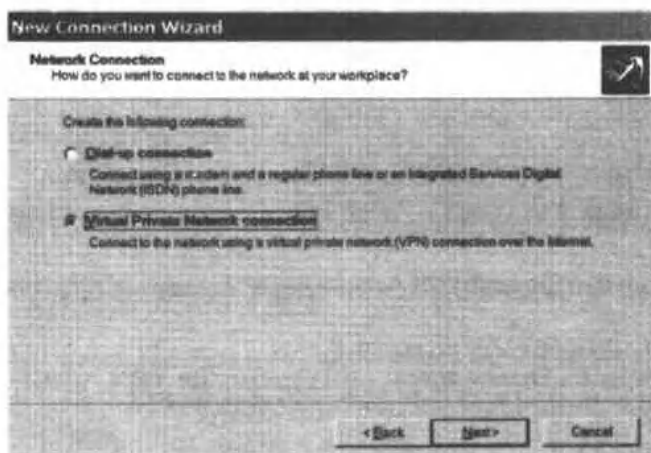 New Connection Wizard
Network Connection
How do you want to connect to the network at your workplace?
Create the following connection:
Dial-up connection
Connect using a modem and a regular phone line or an Integrated Services Digital
Network (ISDN) phone line.
Virtual Private Network connection
Connect to the network using a virtual private network (VPN) connection over the Internet.
< Back
Next >
Cancel